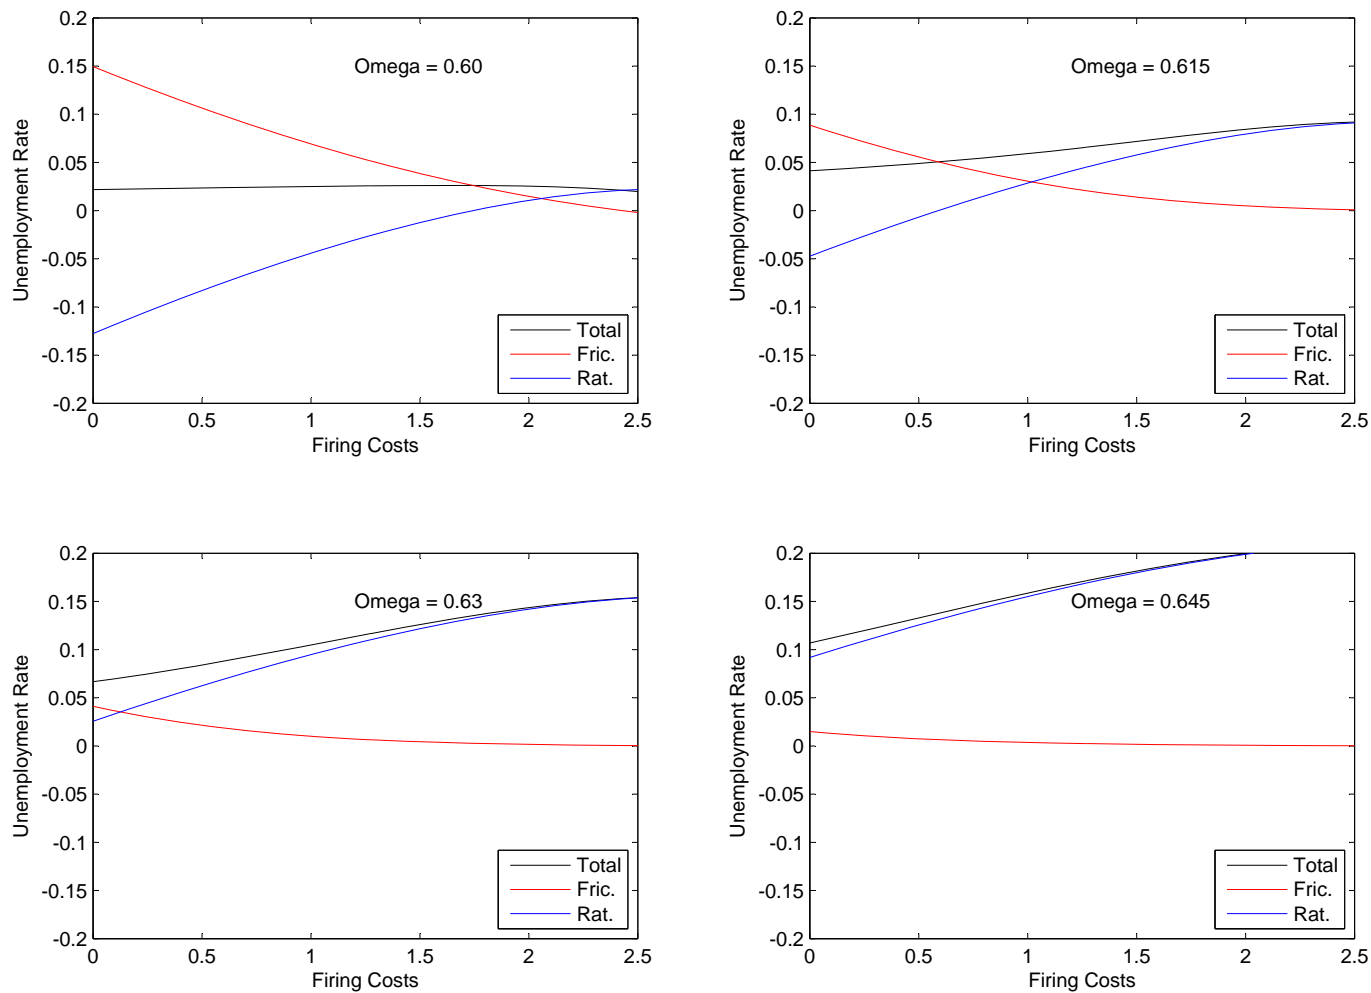 0.2
0.15
0.1
0.05
0
-0.05
-0.1
-0.15
-0.2
Unemployment Rate
Omega = 0.60
Total
Fric.
Rat.
0 0.5 1 1.5 2 2.5
Firing Costs
0.2
0.15
0.1
0.05
0
-0.05
-0.1
-0.15
-0.2
Unemployment Rate
Omega = 0.615
Total
Fric.
Rat.
0 0.5 1 1.5 2 2.5
Firing Costs
0.2
0.15
0.1
0.05
0
-0.05
-0.1
-0.15
-0.2
Unemployment Rate
Omega = 0.63
Total
Fric.
Rat.
0 0.5 1 1.5 2 2.5
Firing Costs
0.2
0.15
0.1
0.05
0
-0.05
-0.1
-0.15
-0.2
Unemployment Rate
Omega = 0.645
Total
Fric.
Rat.
0 0.5 1 1.5 2 2.5
Firing Costs